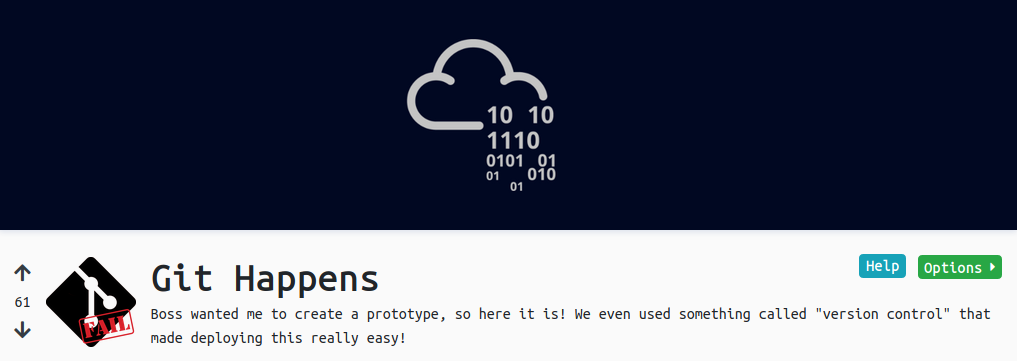 10 10
1110
0101 01
01 010
01
Help
Options
Git Happens
61
FAIL
Boss wanted me to create a prototype, so here it is! We even used something called "version control" that
made deploying this really easy!